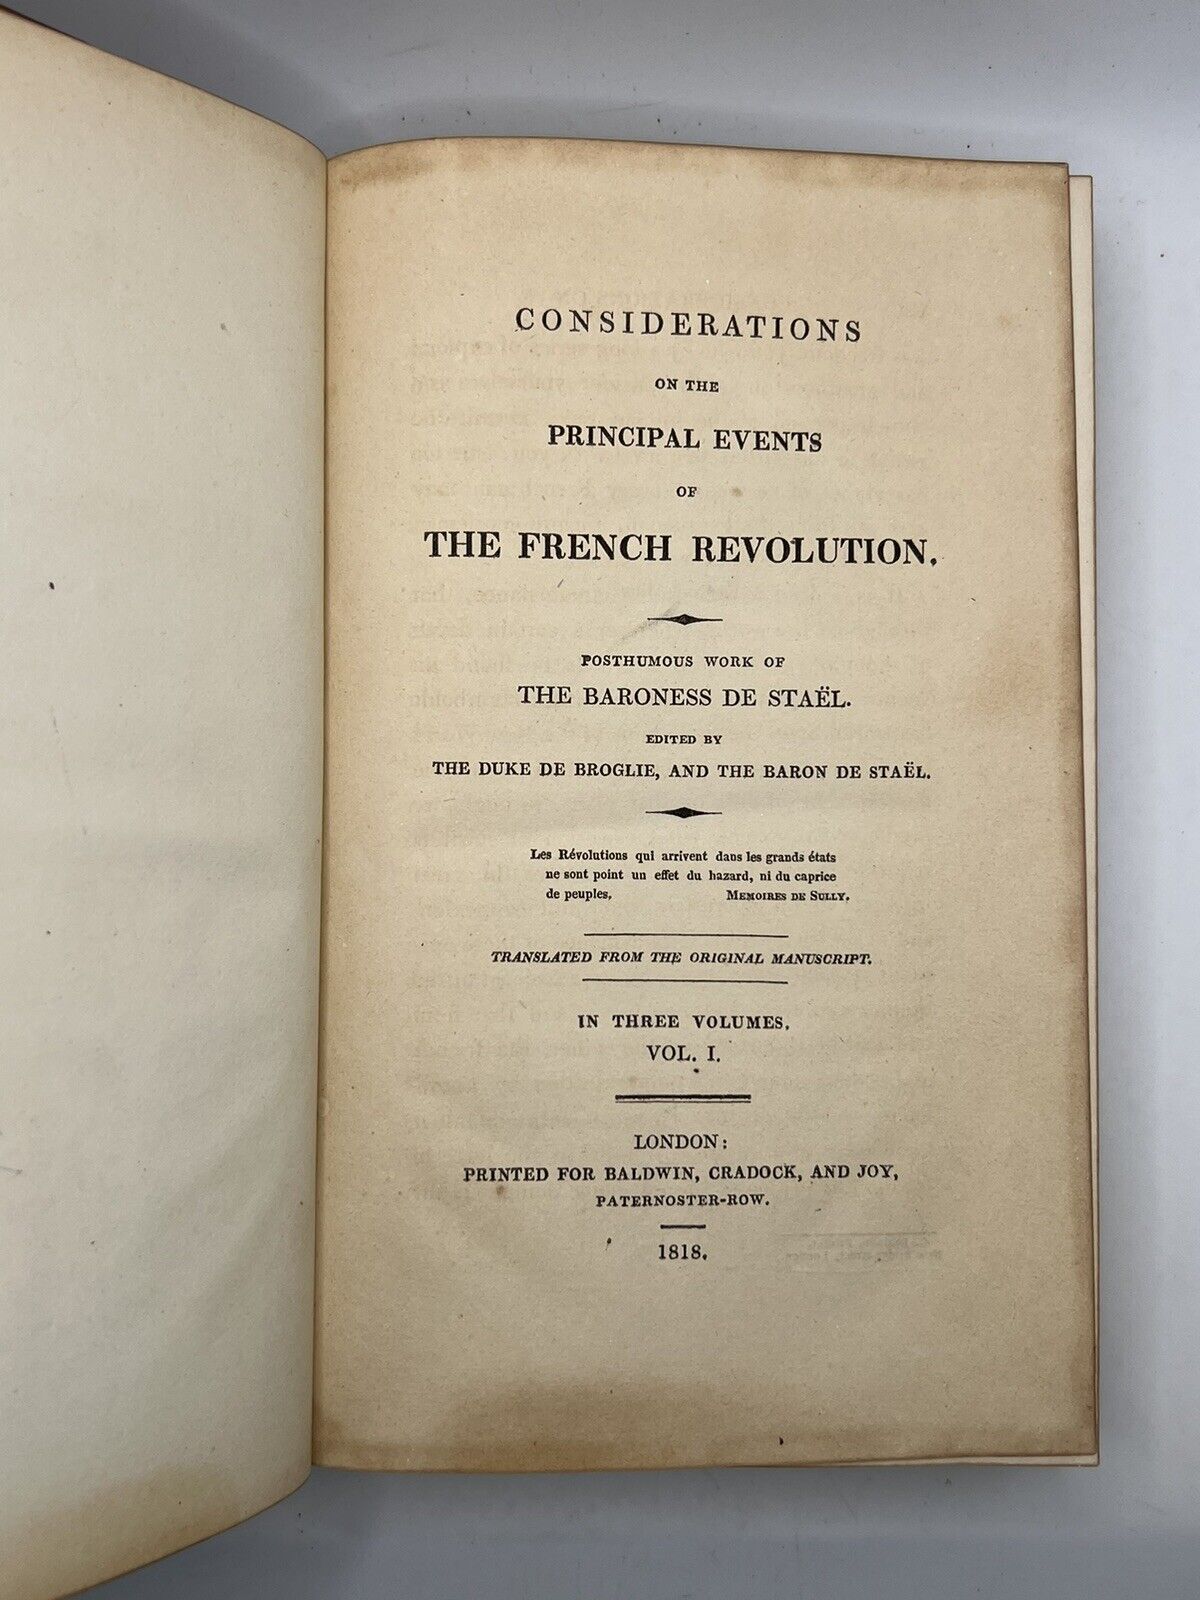 CONSIDERATIONS
ON THE
PRINCIPAL EVENTS
OF
THE FRENCH REVOLUTION.
POSTHUMOUS WORK OF
THE BARONESS DE STAËL.
EDITED BY
THE DUKE DE BROGLIE, AND THE BARON DE STAËL.
Les Révolutions qui arrivent dans les grands états
ne sont point un effet du hazard, ni du caprice
de peuples. MEMOIRES DE SULLY.
TRANSLATED FROM THE ORIGINAL MANUSCRIPT.
IN THREE VOLUMES.
VOL. I.
LONDON:
PRINTED FOR BALDWIN, CRADOCK, AND JOY,
PATERNOSTER-ROW.
1818.